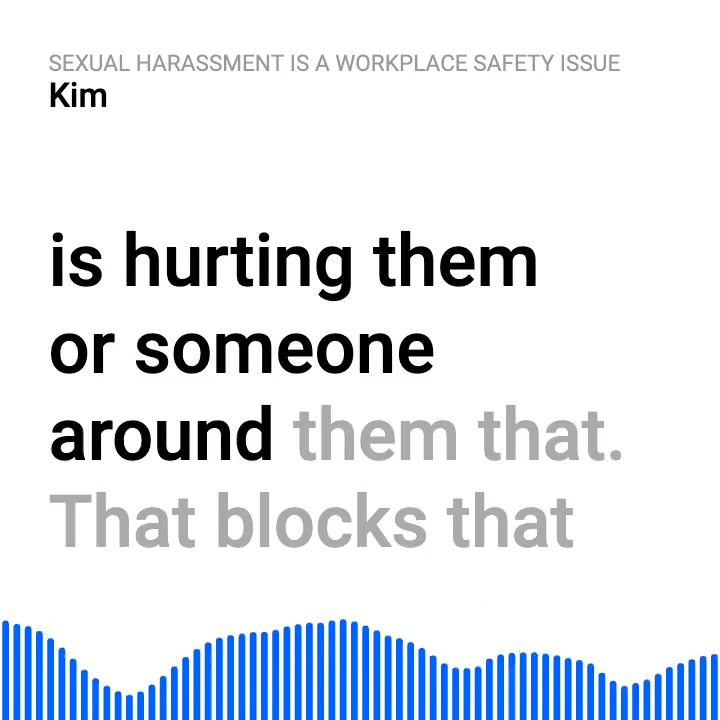 SEXUAL HARASSMENT IS A WORKPLACE SAFETY ISSUE
Kim
is hurting them
or someone
around them that.
That blocks that